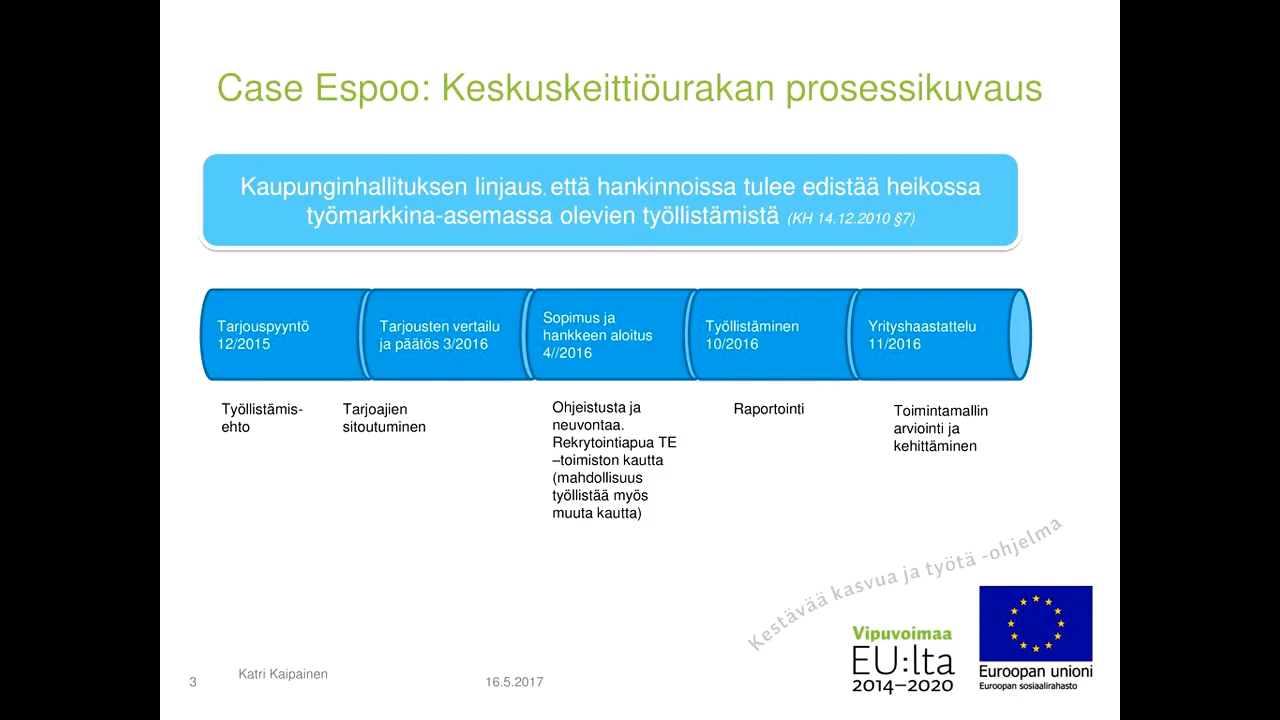 Case Espoo: Keskuskeittiöurakan prosessikuvaus
Kaupunginhallituksen linjaus, että hankinnoissa tulee edistää heikossa
työmarkkina-asemassa olevien työllistämistä (KH 14.12.2010 §7)
Tarjouspyyntö
12/2015
Tarjousten vertailu
ja päätös 3/2016
Sopimus ja
hankkeen aloitus
4//2016
Työllistäminen
10/2016
Yrityshaastattelu
11/2016
Työllistämis-
ehto
Tarjoajien
sitoutuminen
Ohjeistusta ja
neuvontaa.
Rekrytointiapua TE
–toimiston kautta
(mahdollisuus
työllistää myös
muuta kautta)
Raportointi
Toimintamallin
arviointi ja
kehittäminen
Kestävää kasvua ja työtä -ohjelma
Vipuvoimaa
EU:lta
2014–2020
Euroopan unioni
Euroopan sosiaalirahasto
3
Katri Kaipainen
16.5.2017